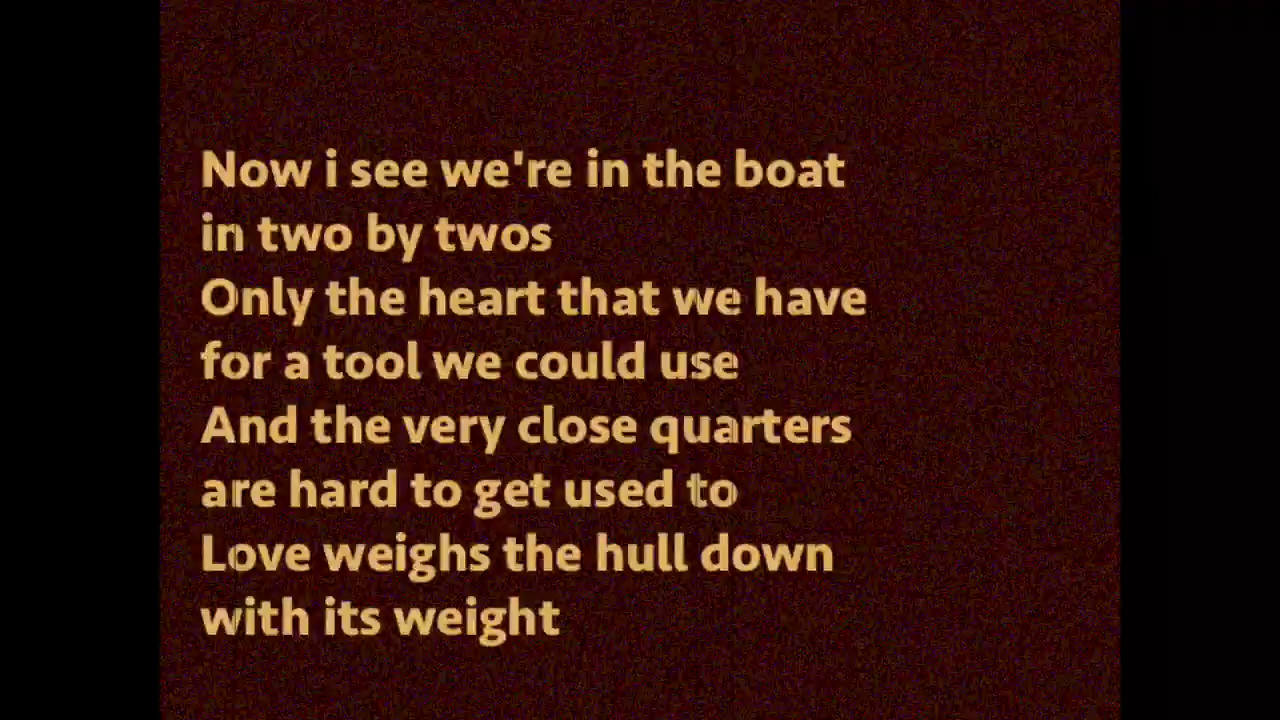 Now i see we're in the boat
in two by twos
Only the heart that we have
for a tool we could use
And the very close quarters
are hard to get used to
Love weighs the hull down
with its weight